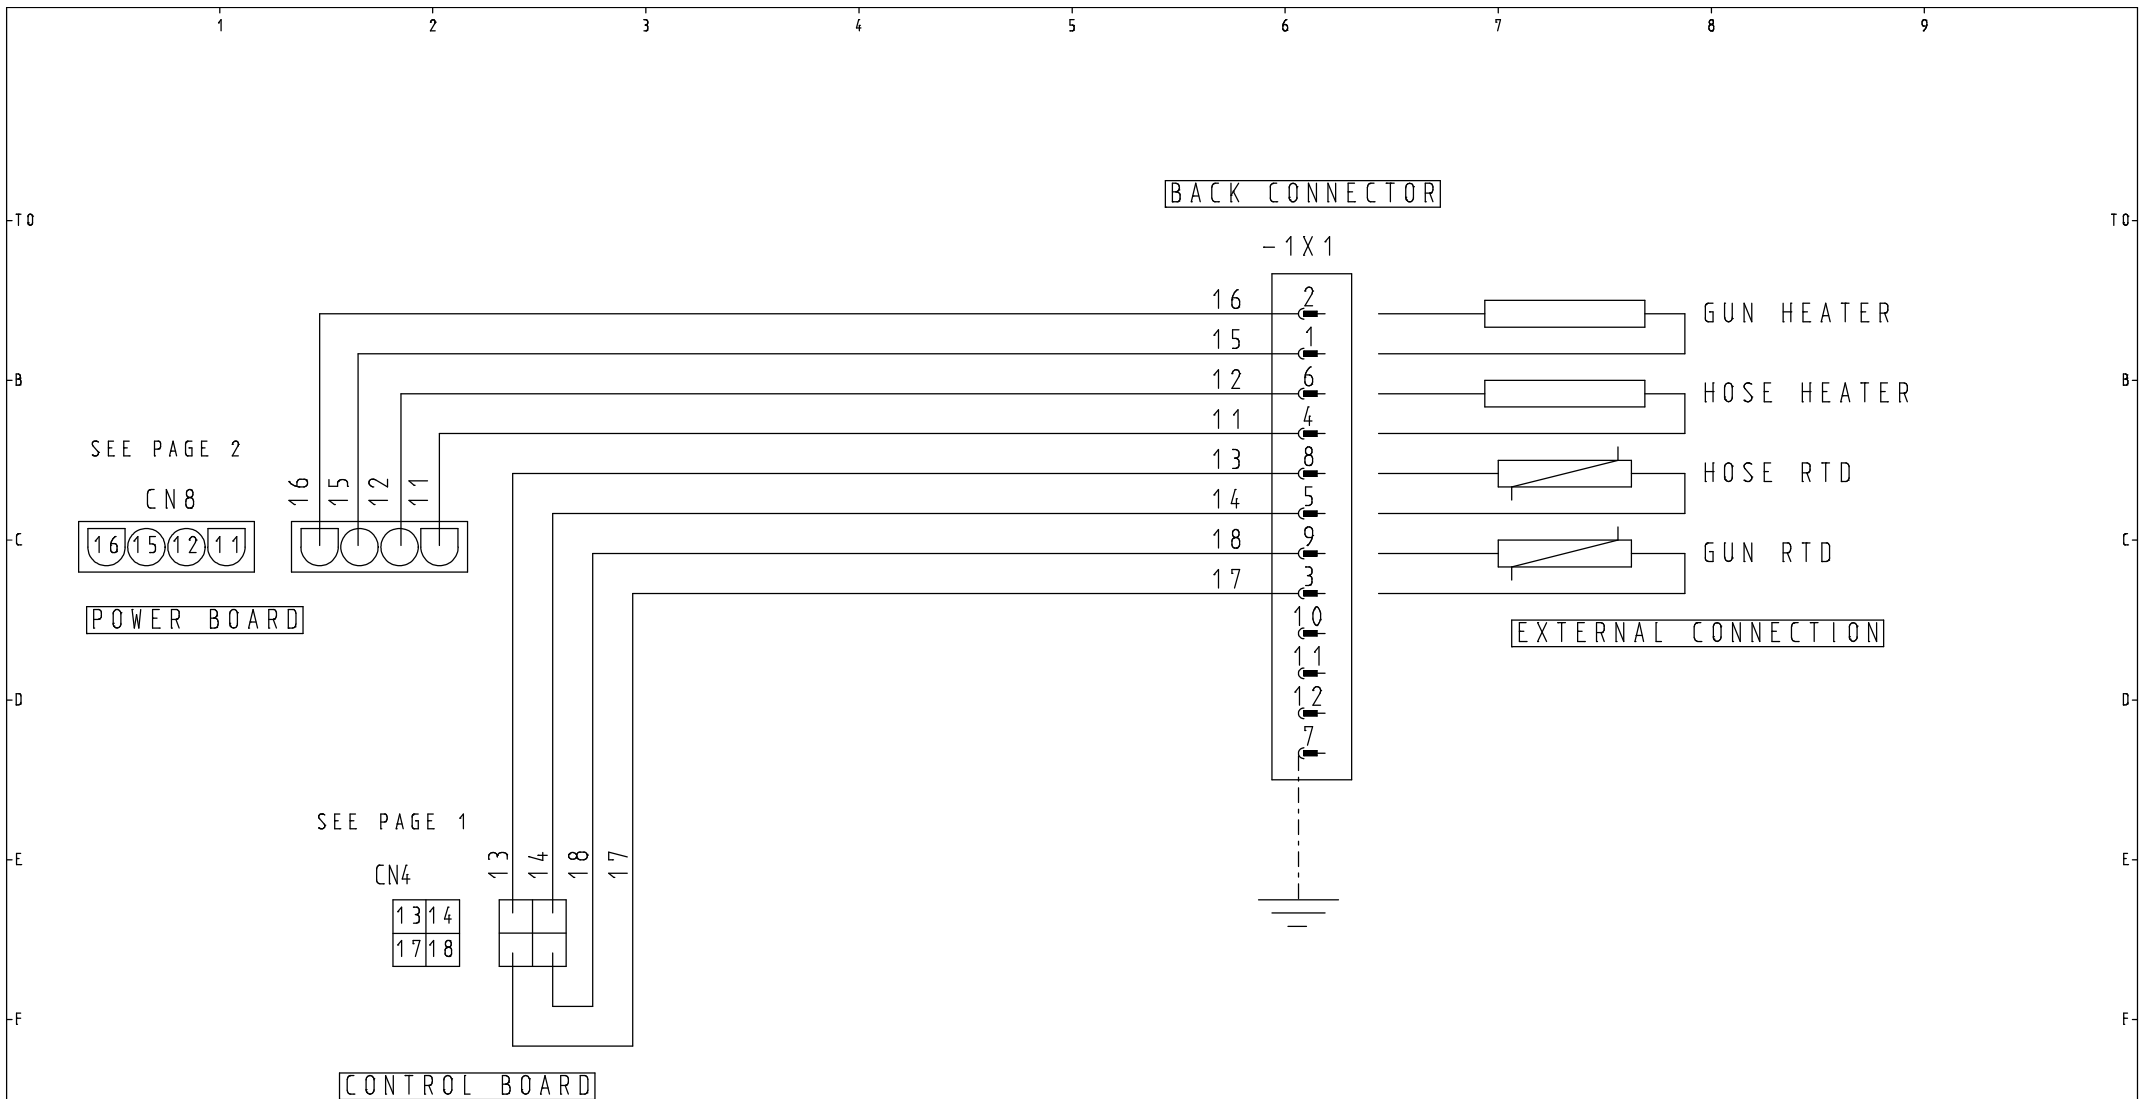 1 2 3 4 5 6 7 8 9
BACK CONNECTOR
T0 T0
-1X1
16 2 GUN HEATER
15 1
B B
12 6 HOSE HEATER
11 4
SEE PAGE 2
13 8 HOSE RTD
16 15 12 11
CN8
14 5
C C
16 15 12 11
18 9 GUN RTD
17 3
POWER BOARD
10
EXTERNAL CONNECTION
11
D D
12
7
SEE PAGE 1
E E
13 14 18 17
CN4
13 14
17 18
F F
CONTROL BOARD